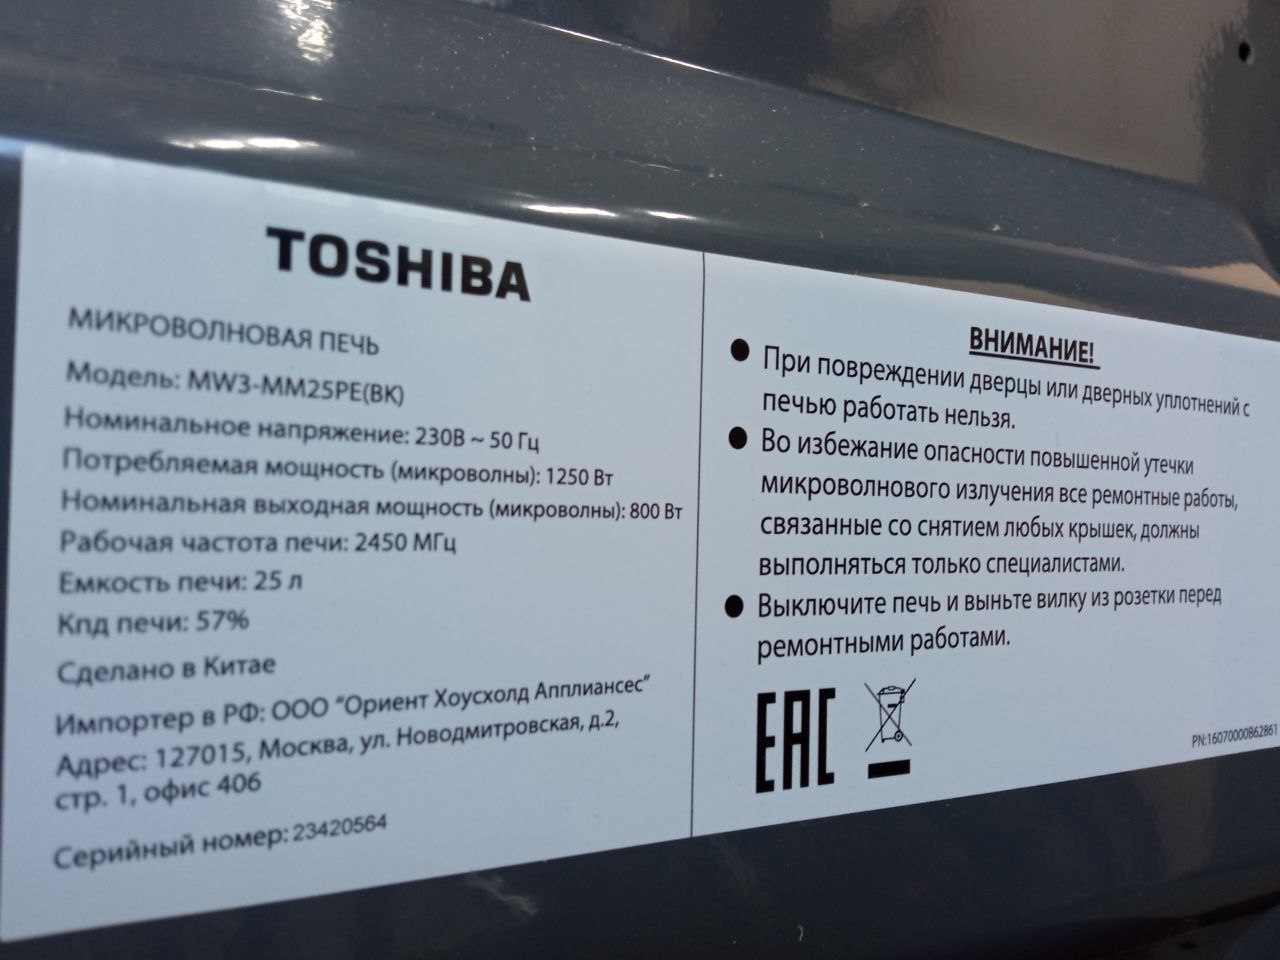 TOSHIBA
МИКРОВОЛНОВАЯ ПЕЧЬ
Модель: MW3-MM25PE(BK)
Номинальное напряжение: 230В ~ 50 Гц
Потребляемая мощность (микроволны): 1250 Вт
Номинальная выходная мощность (микроволны): 800 Вт
Рабочая частота печи: 2450 МГц
Емкость печи: 25 л
Кпд печи: 57%
Сделано в Китае
Импортер в РФ: ООО "Ориент Хоусхолд Апплиансес"
Адрес: 127015, Москва, ул. Новодмитровская, д.2,
стр. 1, офис 406
Серийный номер: 23420564
ВНИМАНИЕ!
● При повреждении дверцы или дверных уплотнений с
печью работать нельзя.
● Во избежание опасности повышенной утечки
микроволнового излучения все ремонтные работы,
связанные со снятием любых крышек, должны
выполняться только специалистами.
● Выключите печь и выньте вилку из розетки перед
ремонтными работами.
EAC
PN:16070000B62861